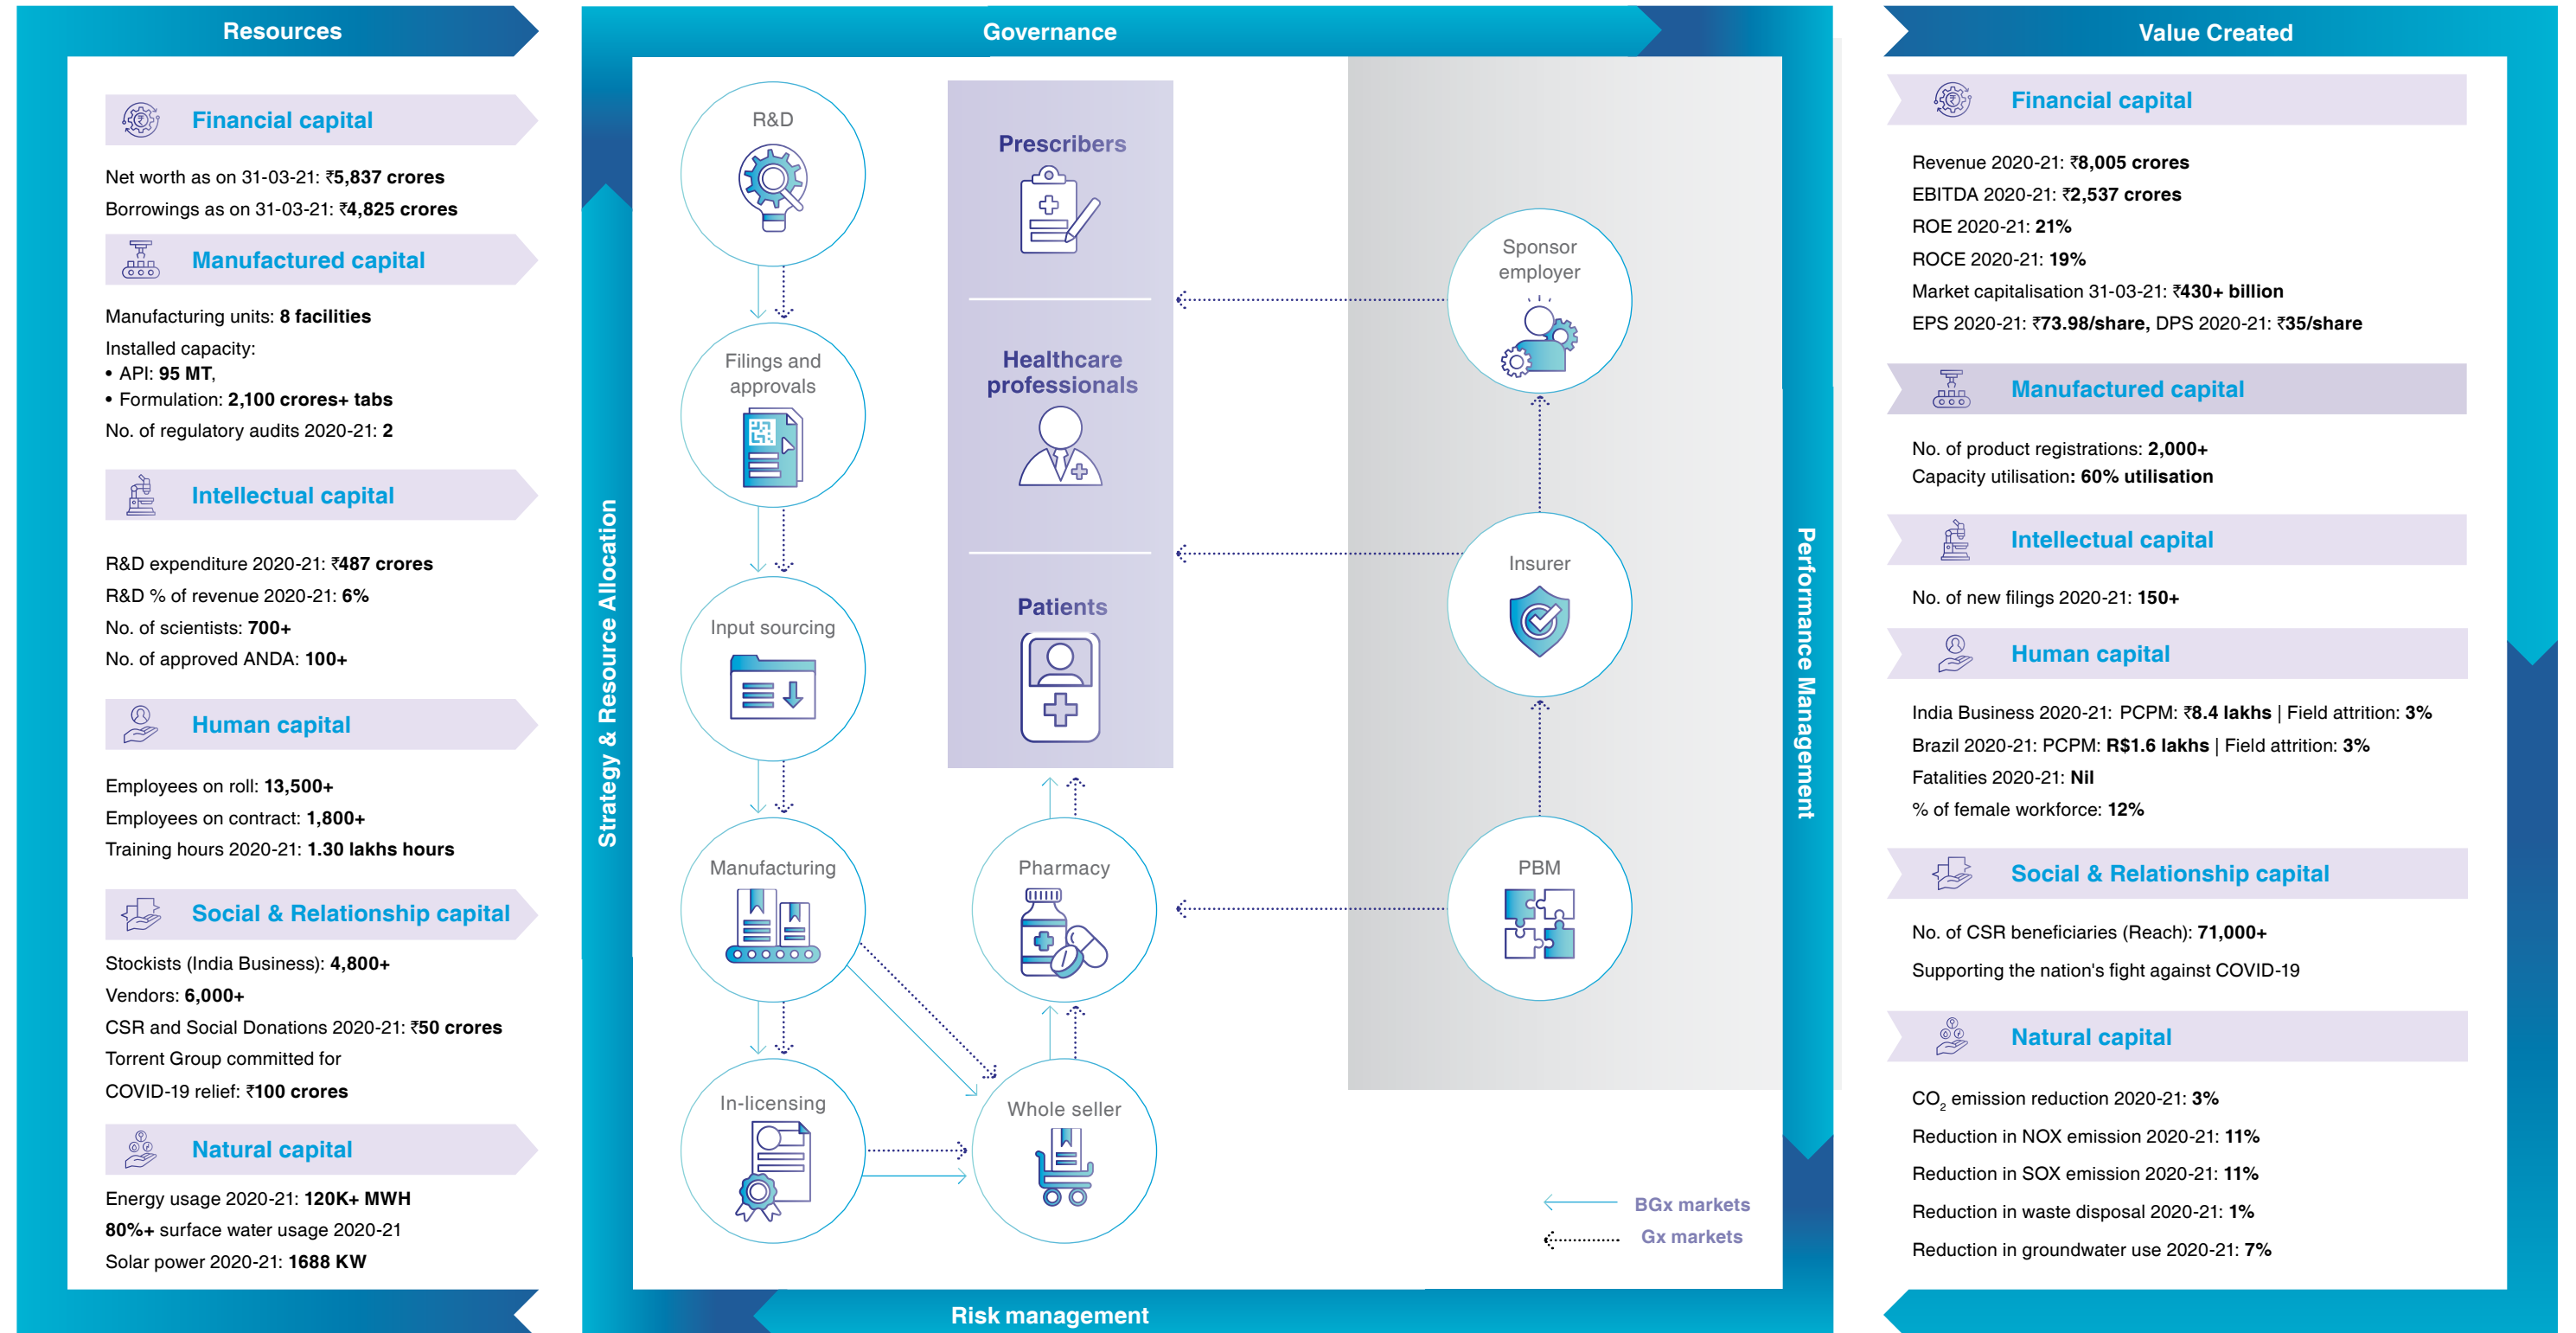 Resources
Financial capital
Net worth as on 31-03-21: ₹5,837 crores
Borrowings as on 31-03-21: ₹4,825 crores
Manufactured capital
Manufacturing units: 8 facilities
Installed capacity:
• API: 95 MT,
• Formulation: 2,100 crores+ tabs
No. of regulatory audits 2020-21: 2
Intellectual capital
R&D expenditure 2020-21: ₹487 crores
R&D % of revenue 2020-21: 6%
No. of scientists: 700+
No. of approved ANDA: 100+
Human capital
Employees on roll: 13,500+
Employees on contract: 1,800+
Training hours 2020-21: 1.30 lakhs hours
Social & Relationship capital
Stockists (India Business): 4,800+
Vendors: 6,000+
CSR and Social Donations 2020-21: ₹50 crores
Torrent Group committed for
COVID-19 relief: ₹100 crores
Natural capital
Energy usage 2020-21: 120K+ MWH
80%+ surface water usage 2020-21
Solar power 2020-21: 1688 KW
Governance
Strategy & Resource Allocation
R&D
Filings and
approvals
Input sourcing
Manufacturing
In-licensing
Prescribers
Healthcare
professionals
Patients
Pharmacy
Whole seller
Sponsor
employer
Insurer
PBM
BGx markets
Gx markets
Performance Management
Risk management
Value Created
Financial capital
Revenue 2020-21: ₹8,005 crores
EBITDA 2020-21: ₹2,537 crores
ROE 2020-21: 21%
ROCE 2020-21: 19%
Market capitalisation 31-03-21: ₹430+ billion
EPS 2020-21: ₹73.98/share, DPS 2020-21: ₹35/share
Manufactured capital
No. of product registrations: 2,000+
Capacity utilisation: 60% utilisation
Intellectual capital
No. of new filings 2020-21: 150+
Human capital
India Business 2020-21: PCPM: ₹8.4 lakhs | Field attrition: 3%
Brazil 2020-21: PCPM: R$1.6 lakhs | Field attrition: 3%
Fatalities 2020-21: Nil
% of female workforce: 12%
Social & Relationship capital
No. of CSR beneficiaries (Reach): 71,000+
Supporting the nation's fight against COVID-19
Natural capital
CO₂ emission reduction 2020-21: 3%
Reduction in NOX emission 2020-21: 11%
Reduction in SOX emission 2020-21: 11%
Reduction in waste disposal 2020-21: 1%
Reduction in groundwater use 2020-21: 7%